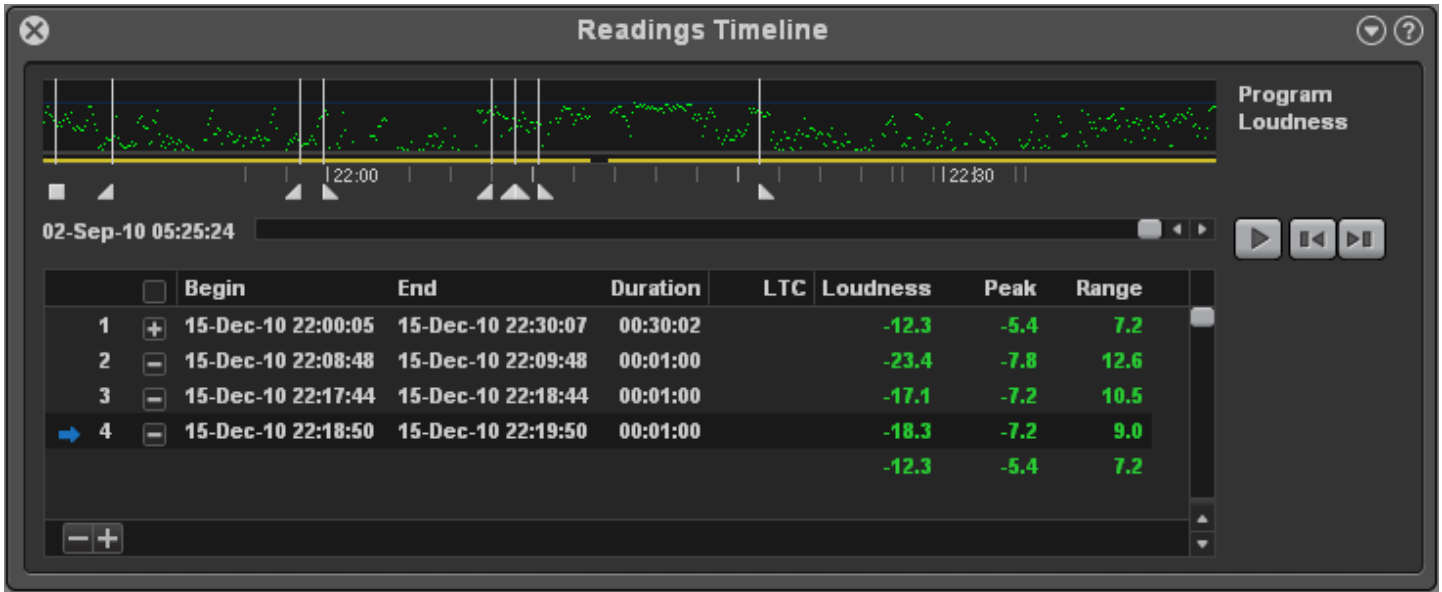 Readings Timeline
Program
Loudness
22:00
22:30
02-Sep-10 05:25:24
Begin End Duration LTC Loudness Peak Range
1 15-Dec-10 22:00:05 15-Dec-10 22:30:07 00:30:02 -12.3 -5.4 7.2
2 15-Dec-10 22:08:48 15-Dec-10 22:09:48 00:01:00 -23.4 -7.8 12.6
3 15-Dec-10 22:17:44 15-Dec-10 22:18:44 00:01:00 -17.1 -7.2 10.5
4 15-Dec-10 22:18:50 15-Dec-10 22:19:50 00:01:00 -18.3 -7.2 9.0
-12.3 -5.4 7.2